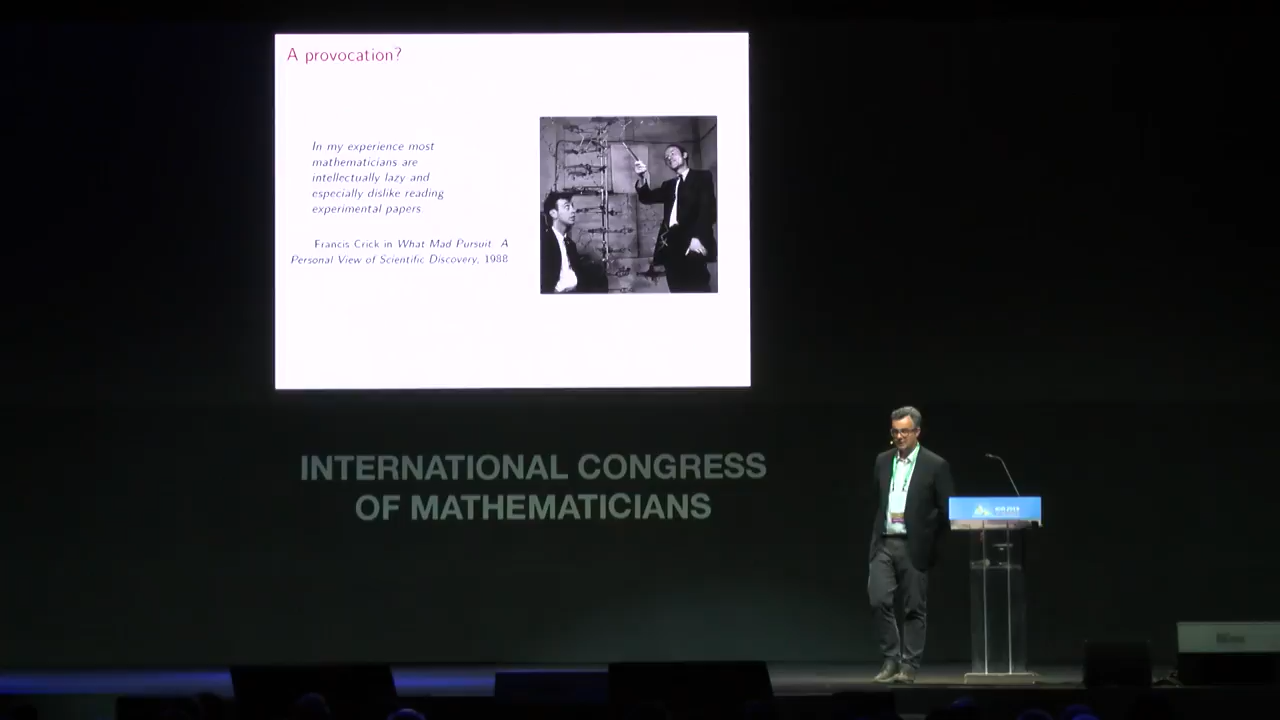 A provocation?
In my experience most
mathematicians are
intellectually lazy and
especially dislike reading
experimental papers
Francis Crick in What Mad Pursuit. A
Personal View of Scientific Discovery, 1988
INTERNATIONAL CONGRESS
OF MATHEMATICIANS